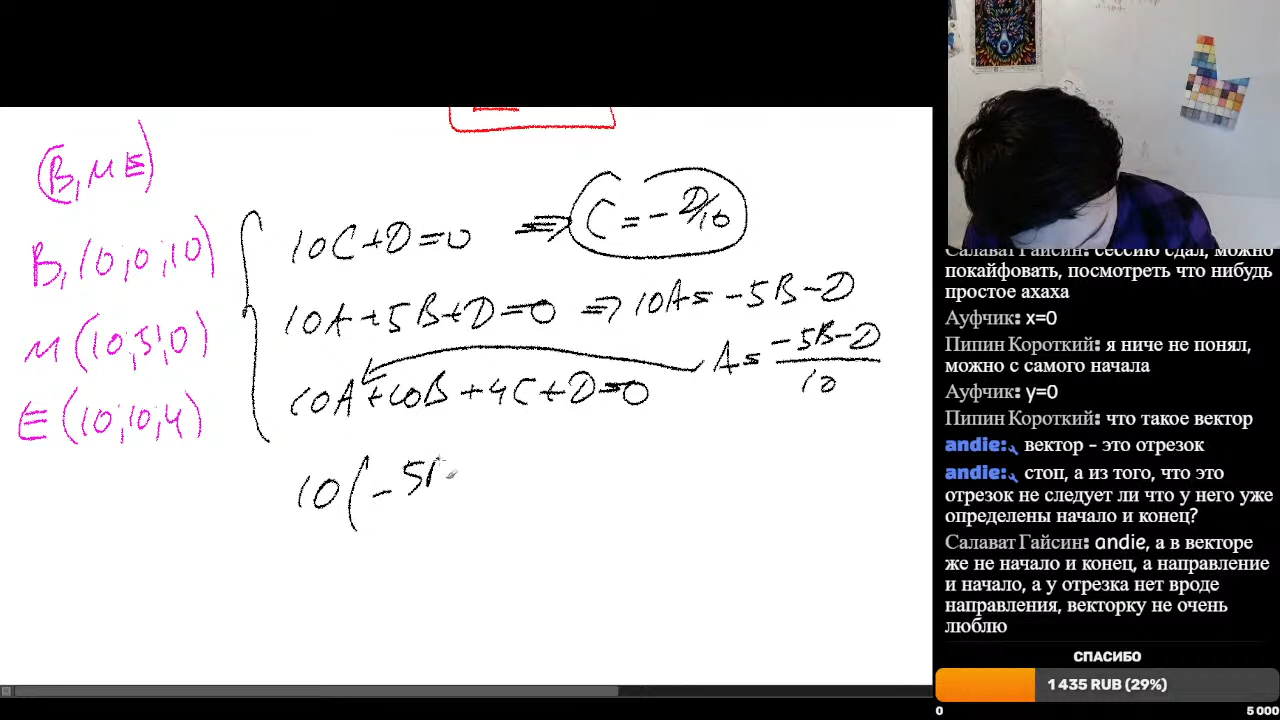 (B₁ME)
B₁(0;0;10)
M(10;5;0)
E(10;10;4)
10C+D=0 ⇒ C=-D/10
10A+5B+D=0 ⇒ 10A=-5B-D
A=(-5B-D)/10
10A+10B+4C+D=0
10(-5
Салават Гайсин: сессию сдал, можно
покайфовать, посмотреть что нибудь
простое ахаха
Ауфчик: x=0
Пипин Короткий: я ниче не понял,
можно с самого начала
Ауфчик: y=0
Пипин Короткий: что такое вектор
andie: вектор – это отрезок
andie: стоп, а из того, что это
отрезок не следует ли что у него уже
определены начало и конец?
Салават Гайсин: andie, а в векторе
же не начало и конец, а направление
и начало, а у отрезка нет вроде
направления, векторку не очень
люблю
СПАСИБО
1 435 RUB (29%)
0 5 000